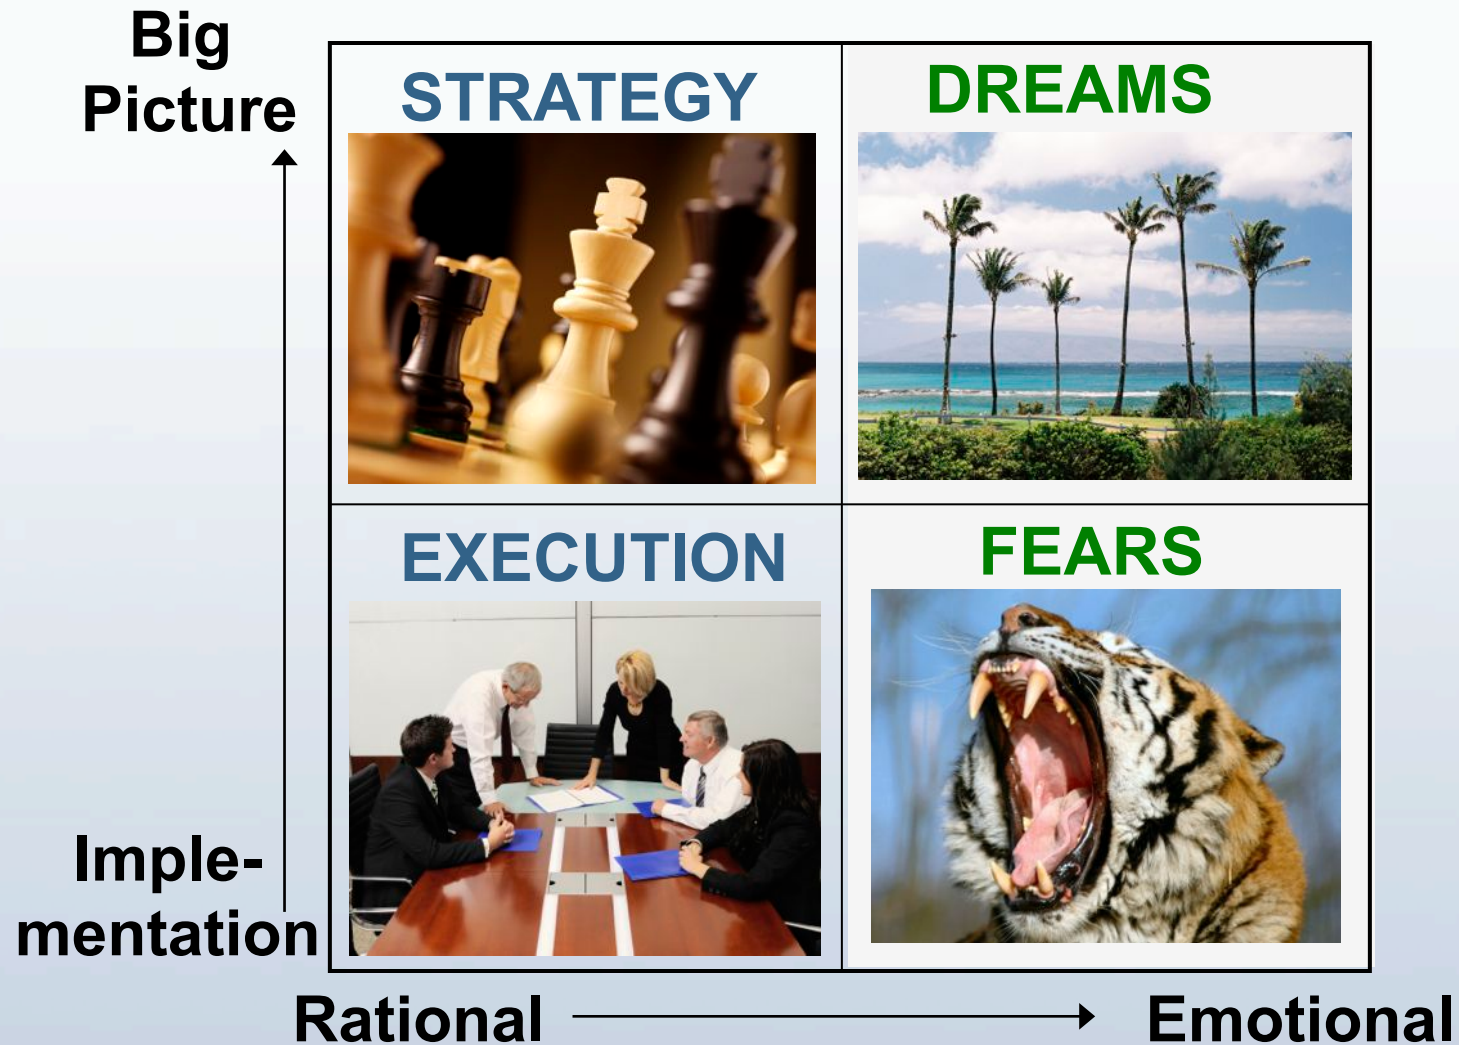 Big
Picture
STRATEGY
DREAMS
EXECUTION
FEARS
Imple-
mentation
Rational
Emotional